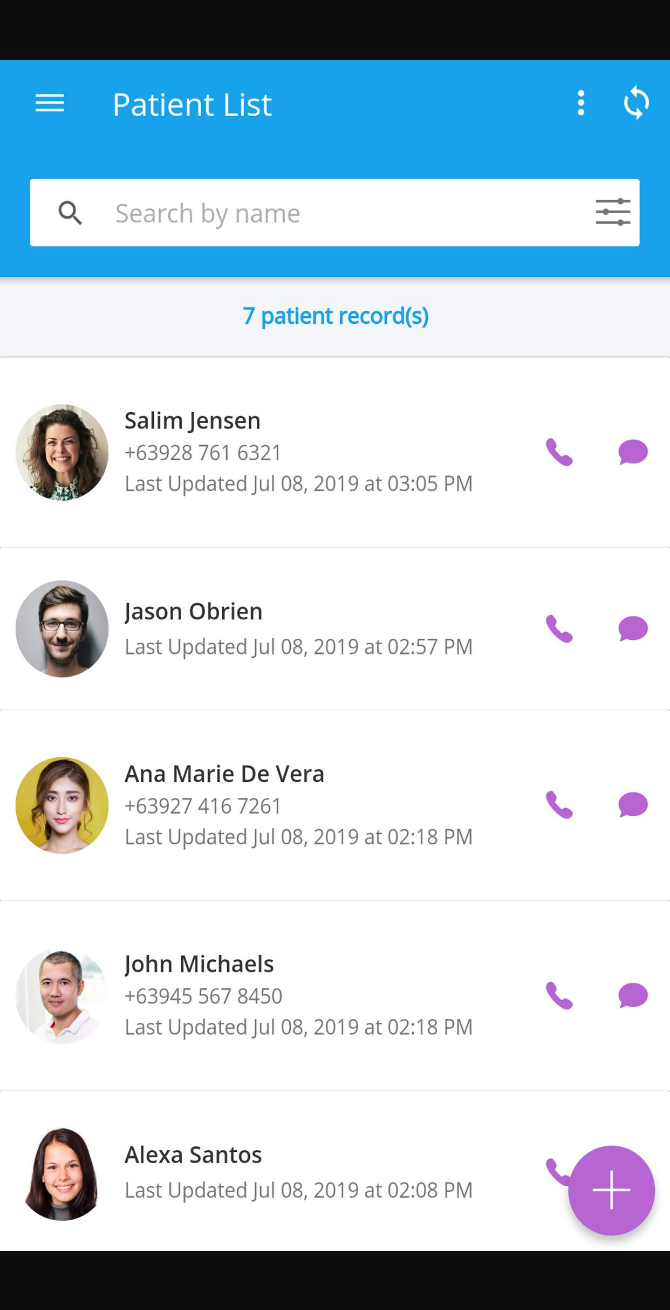 Patient List
Search by name
7 patient record(s)
Salim Jensen
+63928 761 6321
Last Updated Jul 08, 2019 at 03:05 PM
Jason Obrien
Last Updated Jul 08, 2019 at 02:57 PM
Ana Marie De Vera
+63927 416 7261
Last Updated Jul 08, 2019 at 02:18 PM
John Michaels
+63945 567 8450
Last Updated Jul 08, 2019 at 02:18 PM
Alexa Santos
Last Updated Jul 08, 2019 at 02:08 PM